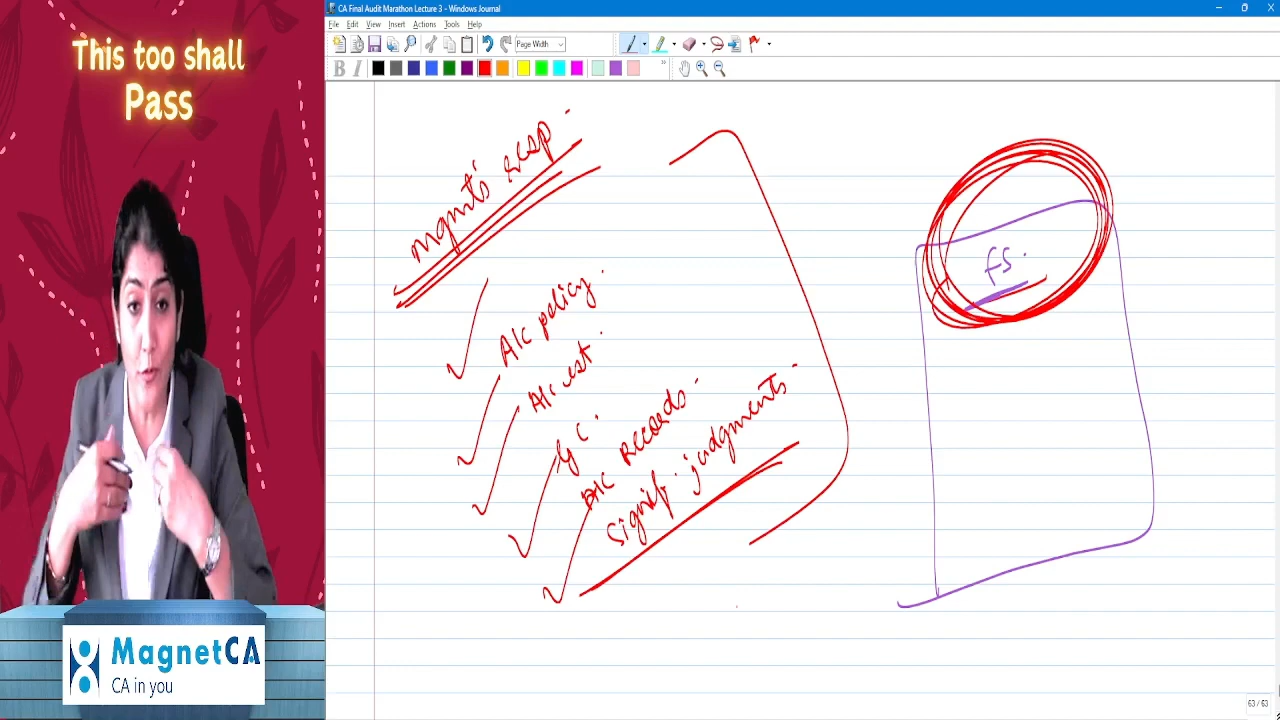 This too shall
Pass
MagnetCA
CA in you
CA Final Audit Marathon Lecture 3 - Windows Journal
File Edit View Insert Actions Tools Help
Page Width
B I
Mgmt's resp.
A/c policy.
A/c est.
A/c Records
Signif. judgments.
FS.
63 / 63